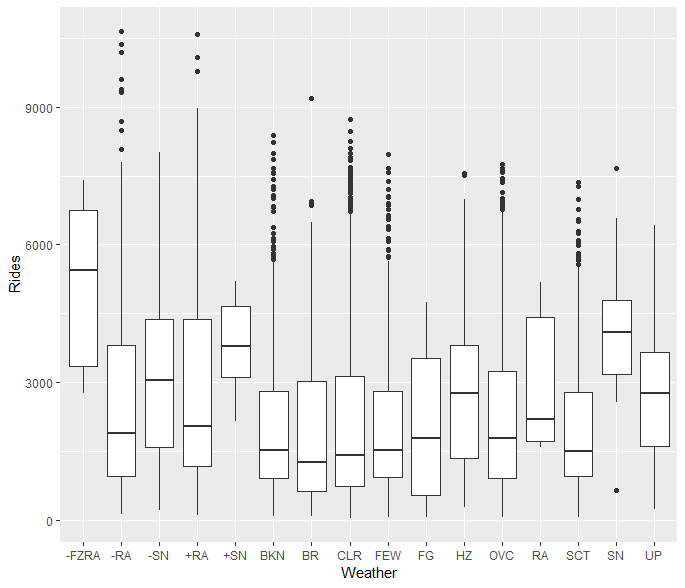 9000
6000
3000
0
Rides
-FZRA -RA -SN +RA +SN BKN BR CLR FEW FG HZ OVC RA SCT SN UP
Weather